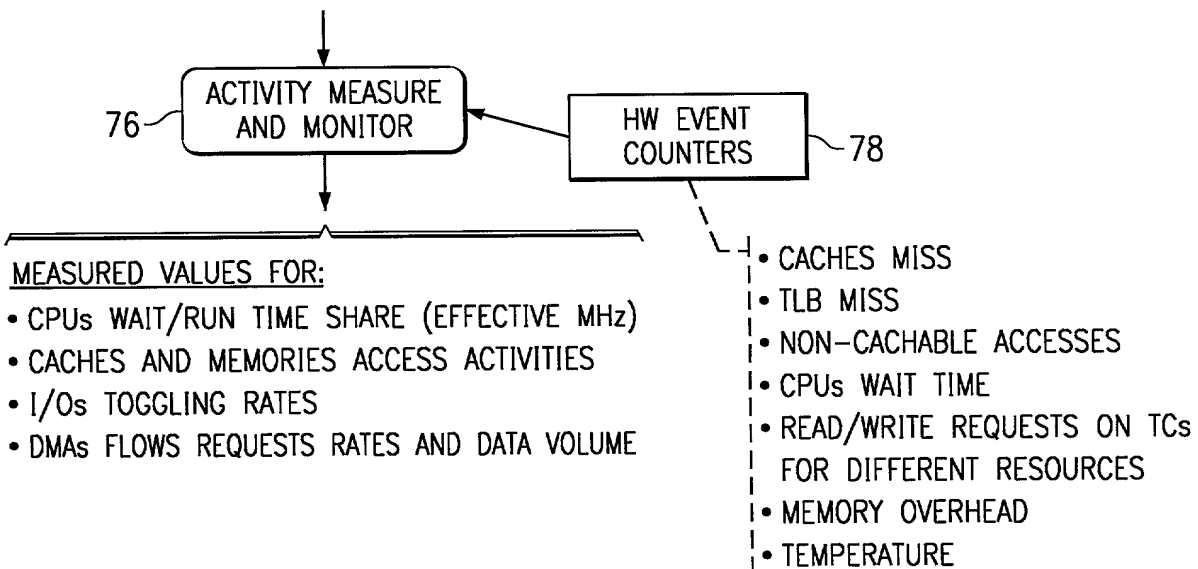 ACTIVITY MEASURE
AND MONITOR
76
HW EVENT
COUNTERS
78
MEASURED VALUES FOR:
• CPUs WAIT/RUN TIME SHARE (EFFECTIVE MHz)
• CACHES AND MEMORIES ACCESS ACTIVITIES
• I/Os TOGGLING RATES
• DMAs FLOWS REQUESTS RATES AND DATA VOLUME
• CACHES MISS
• TLB MISS
• NON-CACHABLE ACCESSES
• CPUs WAIT TIME
• READ/WRITE REQUESTS ON TCs
FOR DIFFERENT RESOURCES
• MEMORY OVERHEAD
• TEMPERATURE